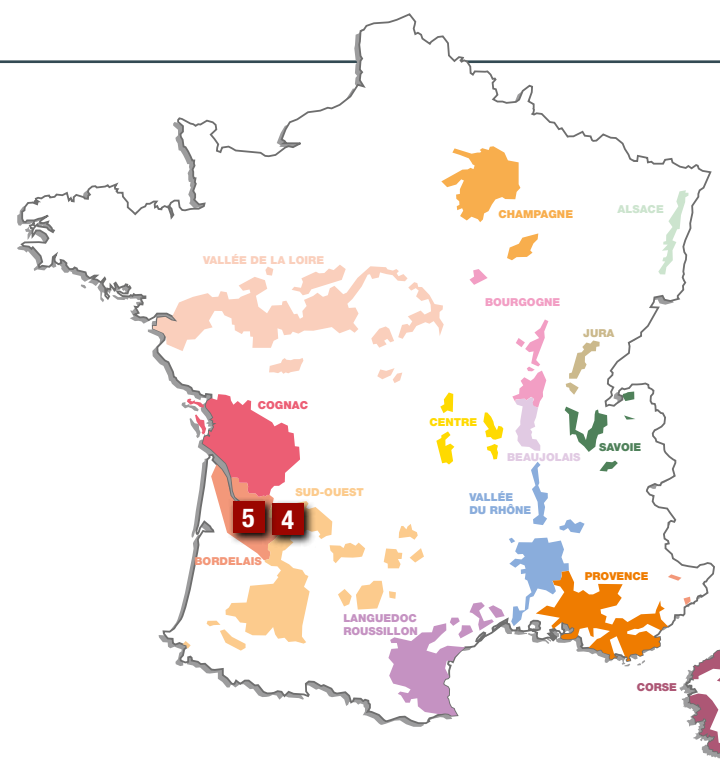 CHAMPAGNE
ALSACE
VALLÉE DE LA LOIRE
BOURGOGNE
JURA
COGNAC
CENTRE
SAVOIE
BEAUJOLAIS
SUD-OUEST
VALLÉE
DU RHÔNE
5
4
BORDELAIS
PROVENCE
LANGUEDOC
ROUSSILLON
CORSE